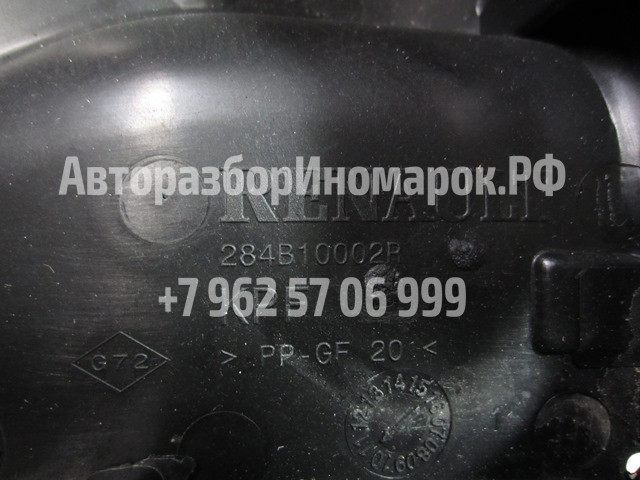 АвторазборИномарок.РФ
RENAULT
284B10002R
+7 962 57 06 999
G72
> PP-GF 20 <